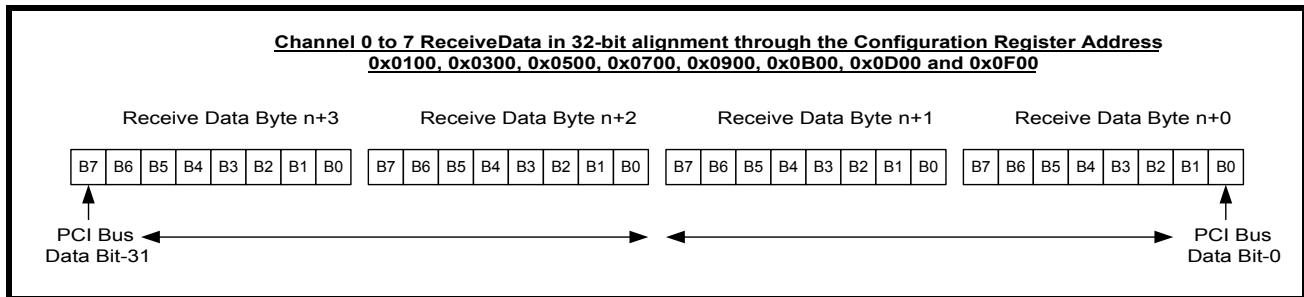 Channel 0 to 7 ReceiveData in 32-bit alignment through the Configuration Register Address
0x0100, 0x0300, 0x0500, 0x0700, 0x0900, 0x0B00, 0x0D00 and 0x0F00
Receive Data Byte n+3 Receive Data Byte n+2 Receive Data Byte n+1 Receive Data Byte n+0
B7 B6 B5 B4 B3 B2 B1 B0 B7 B6 B5 B4 B3 B2 B1 B0 B7 B6 B5 B4 B3 B2 B1 B0 B7 B6 B5 B4 B3 B2 B1 B0
PCI Bus
Data Bit-31
PCI Bus
Data Bit-0